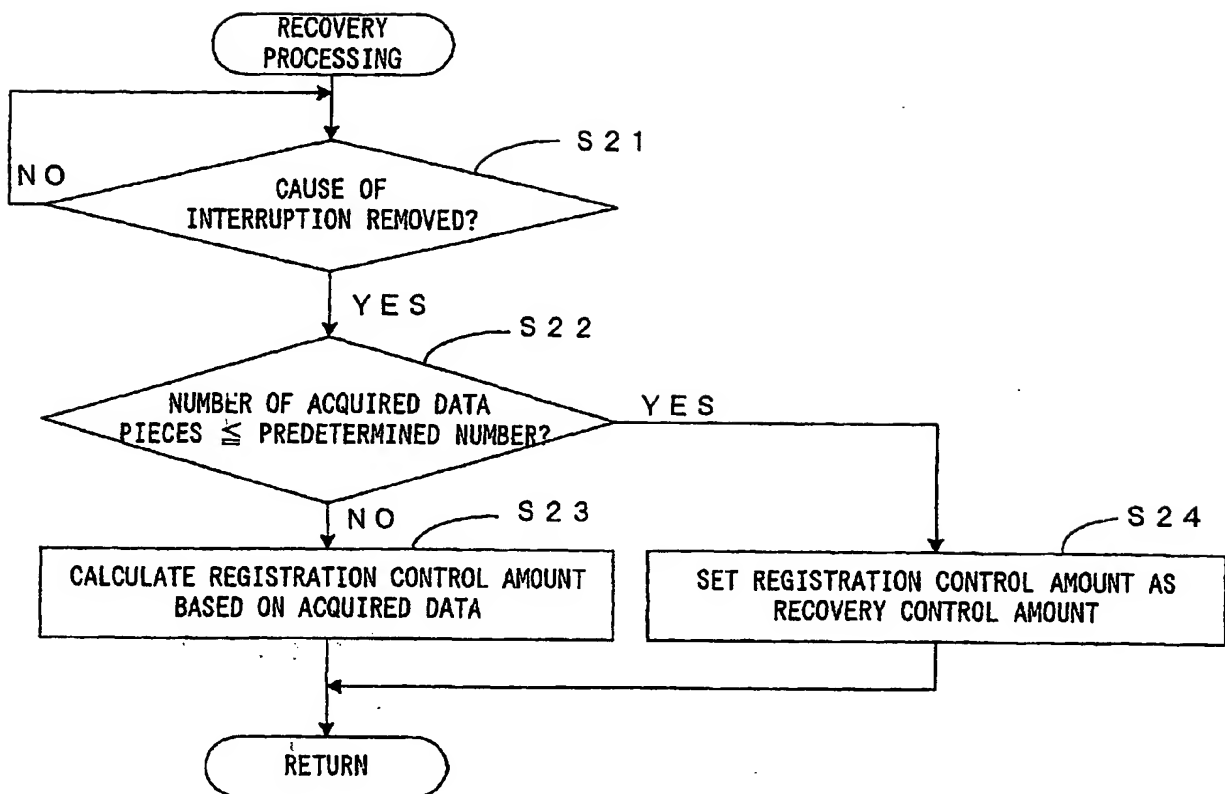 RECOVERY
PROCESSING
S21
NO
CAUSE OF
INTERRUPTION REMOVED?
YES
S22
NUMBER OF ACQUIRED DATA
PIECES ≦ PREDETERMINED NUMBER?
YES
NO
S23
S24
CALCULATE REGISTRATION CONTROL AMOUNT
BASED ON ACQUIRED DATA
SET REGISTRATION CONTROL AMOUNT AS
RECOVERY CONTROL AMOUNT
RETURN